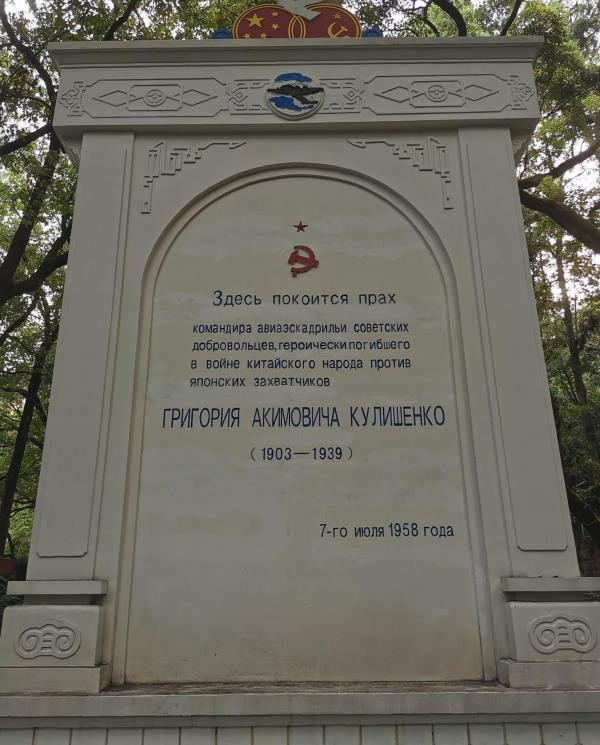 Здесь покоится прах
командира авиаэскадрильи советских
добровольцев, героически погибшего
в войне китайского народа против
японских захватчиков
ГРИГОРИЯ АКИМОВИЧА КУЛИШЕНКО
(1903—1939)
7-го июля 1958 года